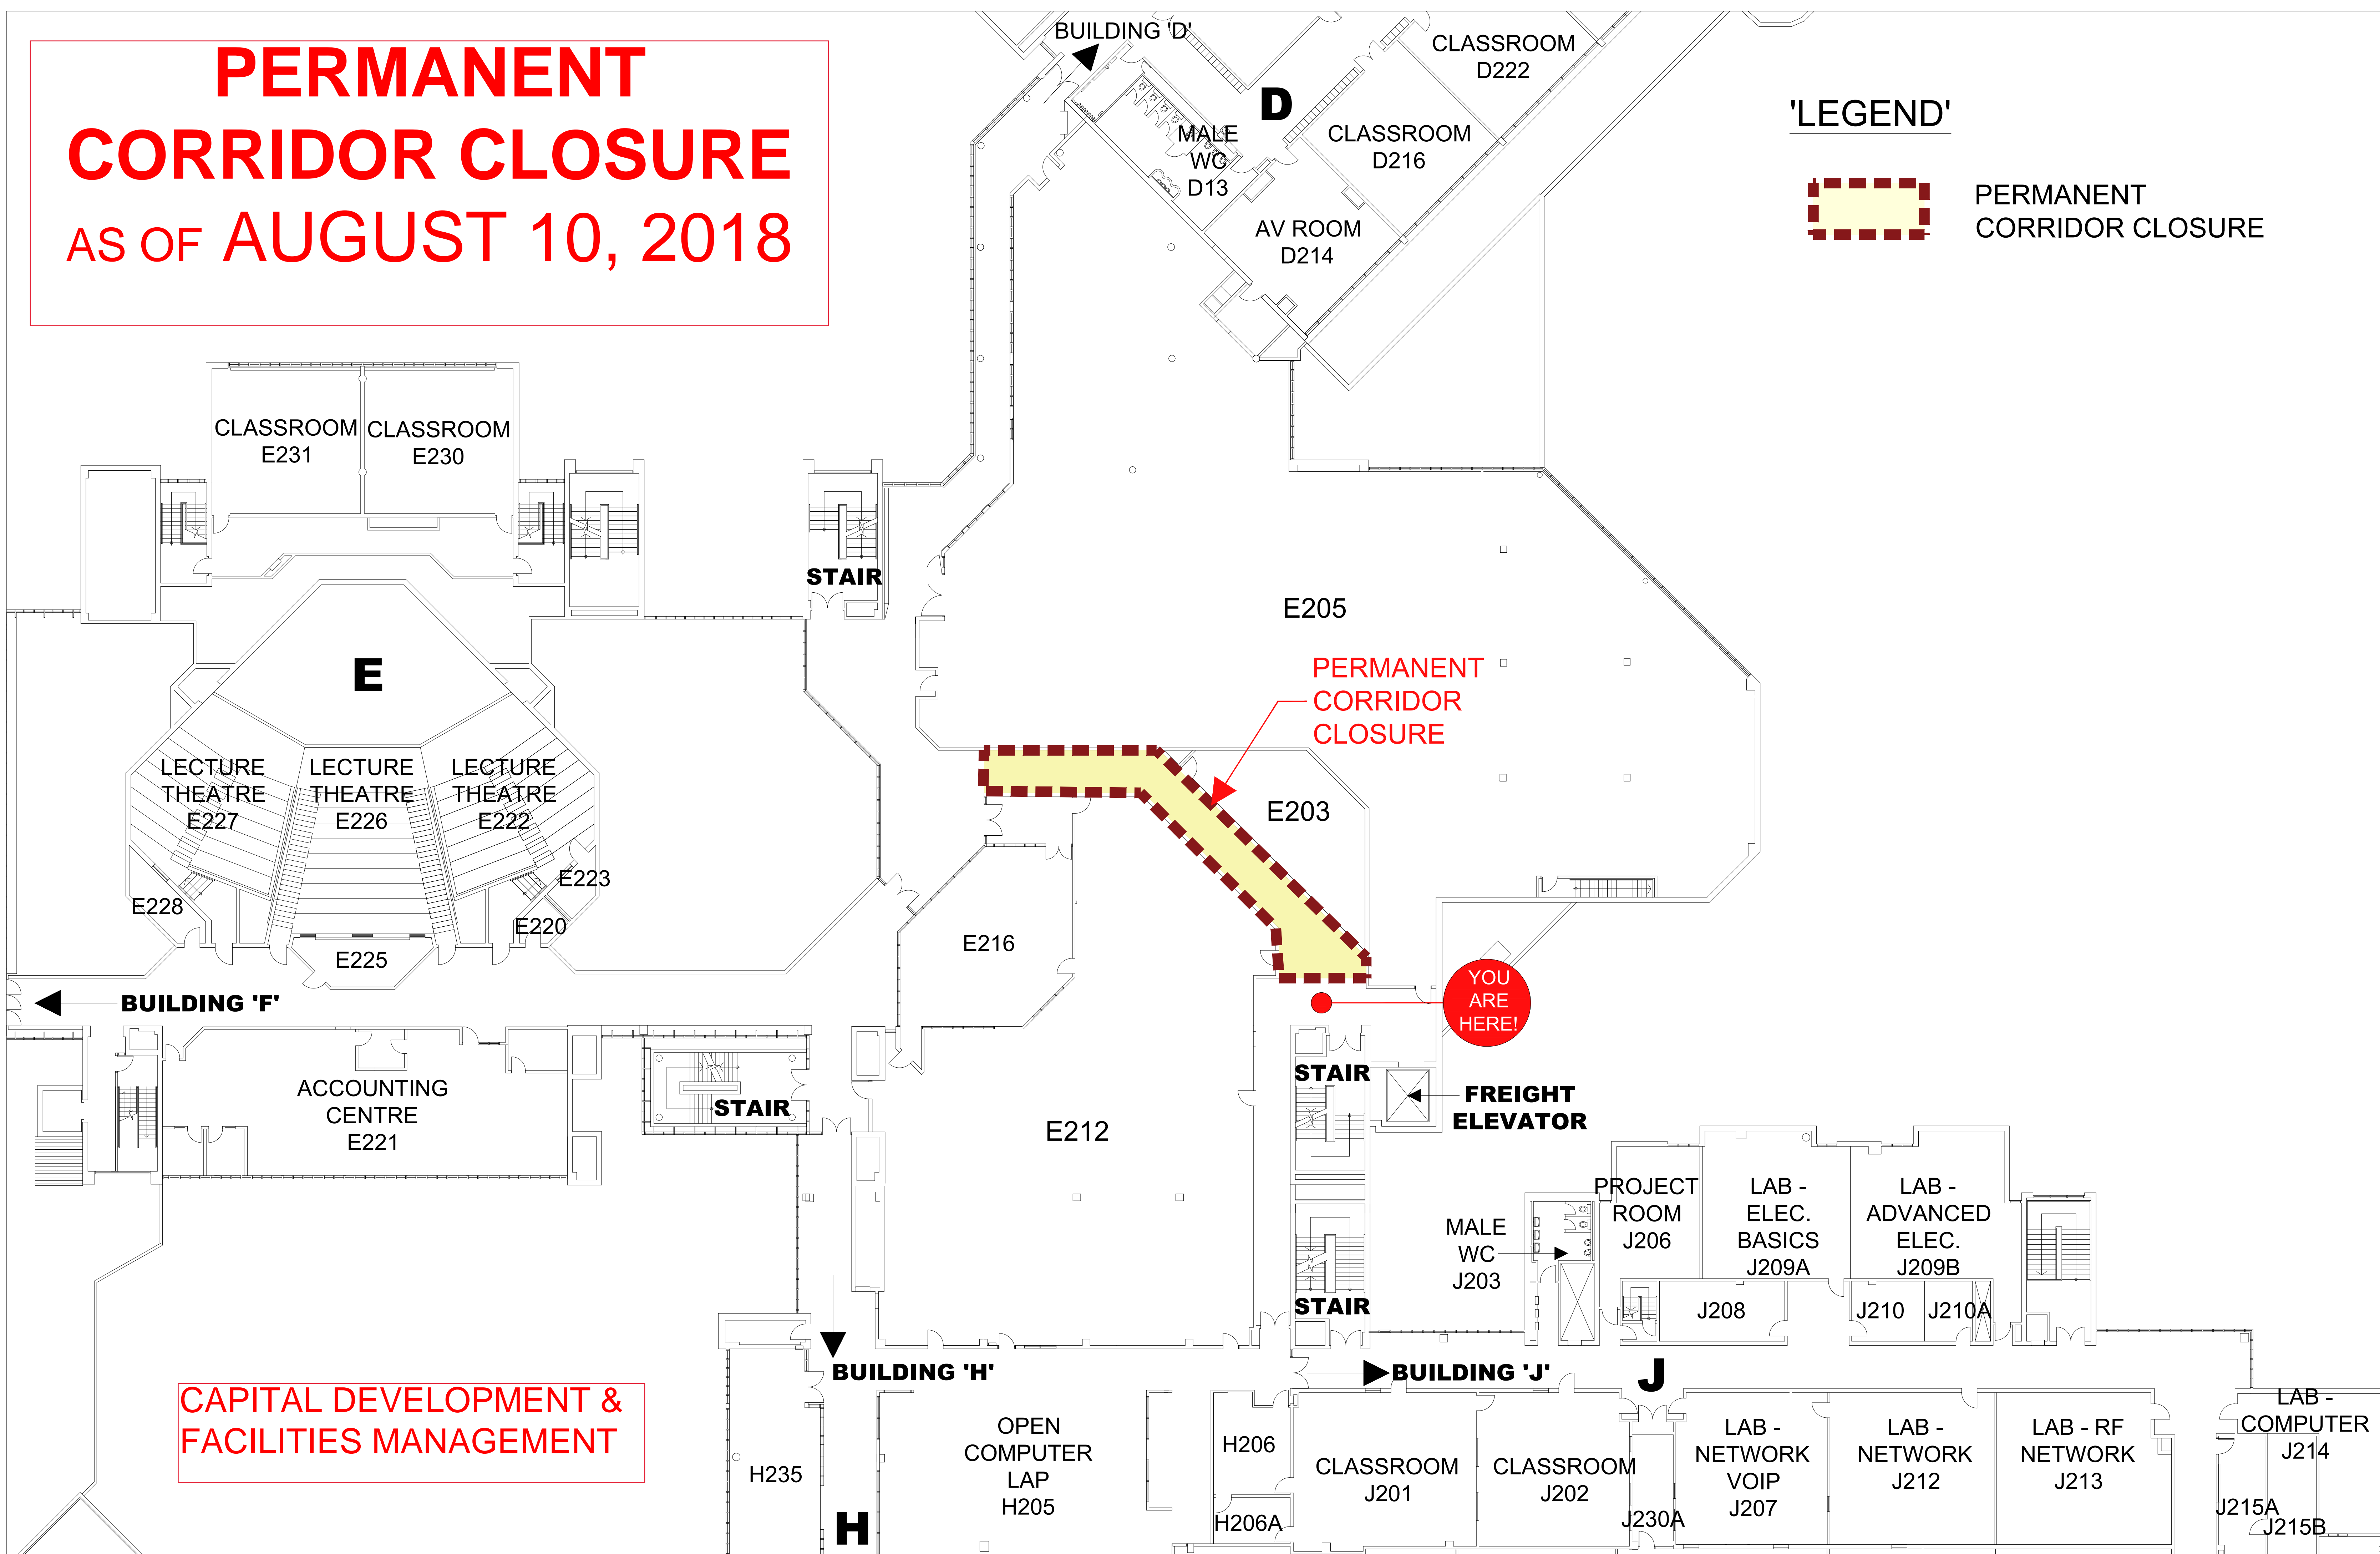 PERMANENT
CORRIDOR CLOSURE
AS OF AUGUST 10, 2018
BUILDING 'D'
D
CLASSROOM
D222
MALE
WC
D13
CLASSROOM
D216
AV ROOM
D214
'LEGEND'
PERMANENT
CORRIDOR CLOSURE
CLASSROOM
E231
CLASSROOM
E230
STAIR
E205
E
PERMANENT
CORRIDOR
CLOSURE
LECTURE
THEATRE
E227
LECTURE
THEATRE
E226
LECTURE
THEATRE
E222
E203
E223
E228
E220
E225
E216
BUILDING 'F'
YOU
ARE
HERE!
ACCOUNTING
CENTRE
E221
STAIR
E212
STAIR
FREIGHT
ELEVATOR
STAIR
MALE
WC
J203
PROJECT
ROOM
J206
LAB -
ELEC.
BASICS
J209A
LAB -
ADVANCED
ELEC.
J209B
J208
J210
J210A
BUILDING 'H'
BUILDING 'J'
J
CAPITAL DEVELOPMENT &
FACILITIES MANAGEMENT
H235
H
OPEN
COMPUTER
LAP
H205
H206
H206A
CLASSROOM
J201
CLASSROOM
J202
J230A
LAB -
NETWORK
VOIP
J207
LAB -
NETWORK
J212
LAB - RF
NETWORK
J213
LAB -
COMPUTER
J214
J215A
J215B